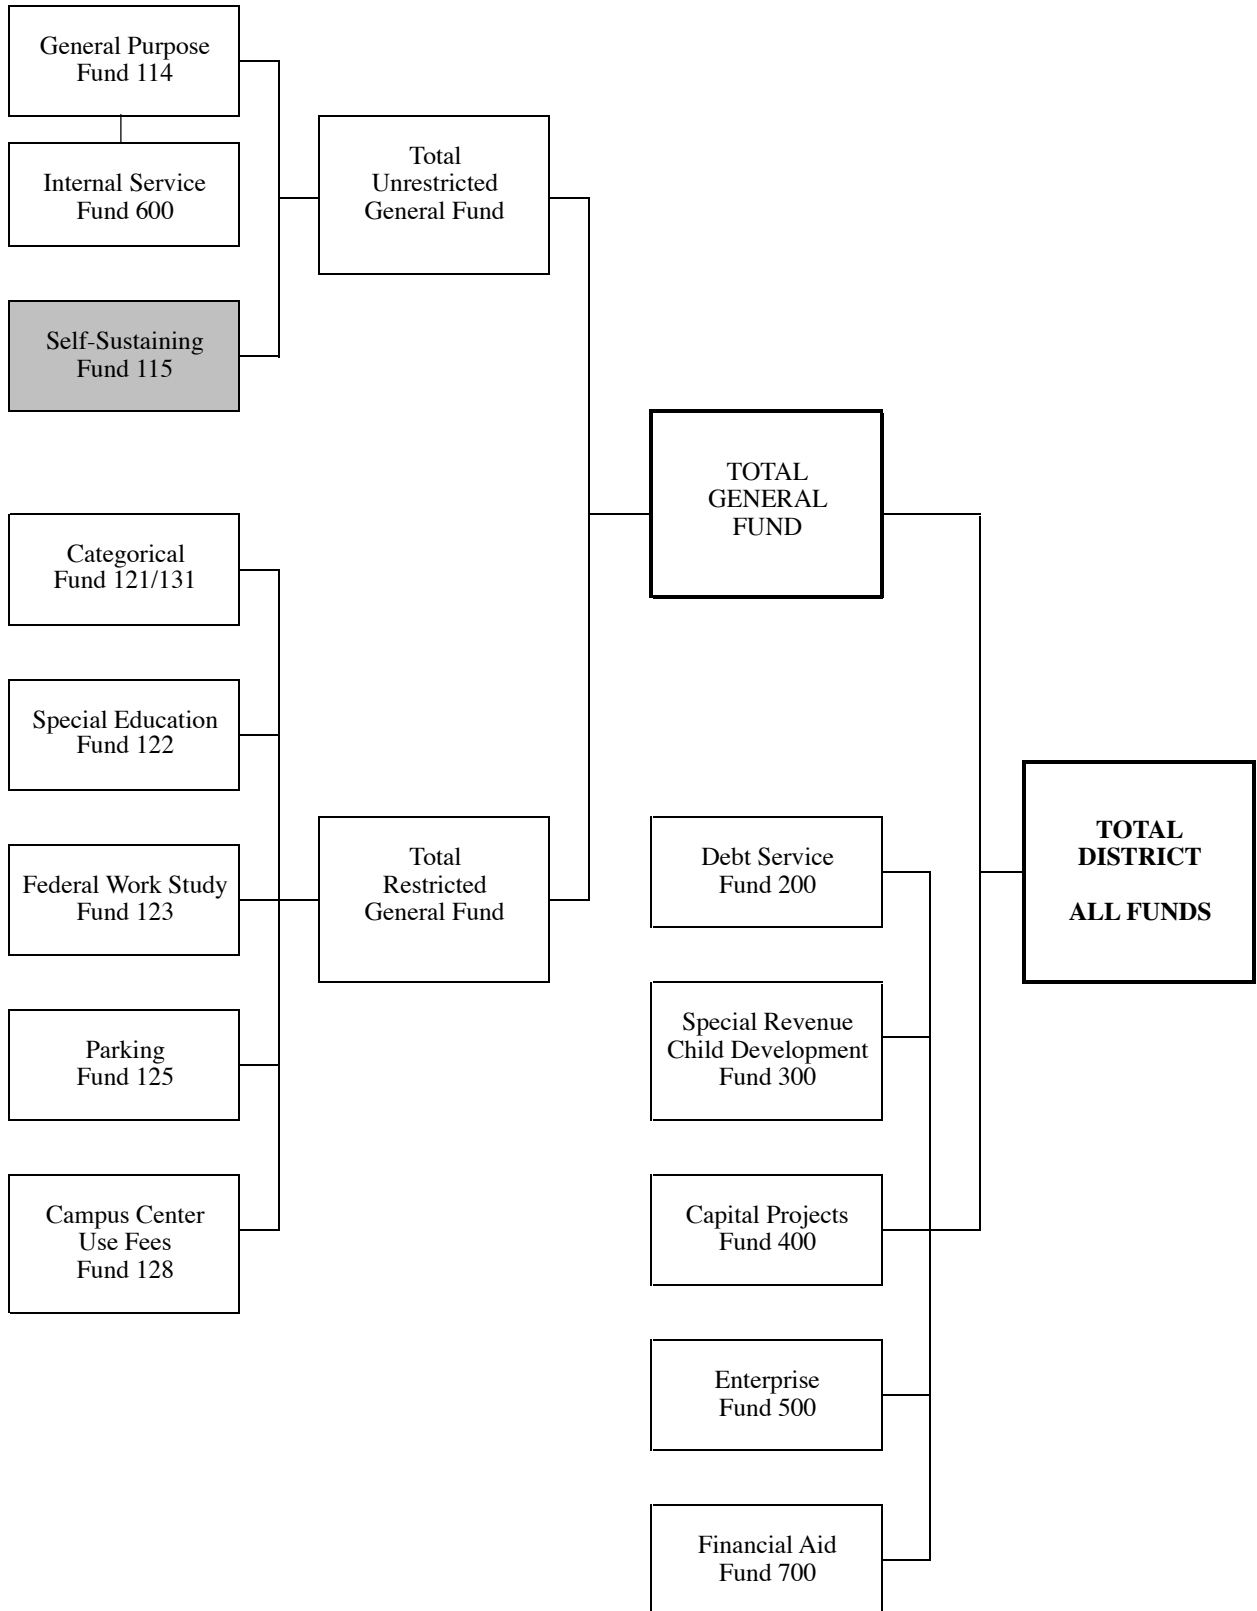 General Purpose
Fund 114
Internal Service
Fund 600
Self-Sustaining
Fund 115
Categorical
Fund 121/131
Special Education
Fund 122
Federal Work Study
Fund 123
Parking
Fund 125
Campus Center
Use Fees
Fund 128
Total
Unrestricted
General Fund
Total
Restricted
General Fund
TOTAL
GENERAL
FUND
Debt Service
Fund 200
Special Revenue
Child Development
Fund 300
Capital Projects
Fund 400
Enterprise
Fund 500
Financial Aid
Fund 700
TOTAL
DISTRICT
ALL FUNDS